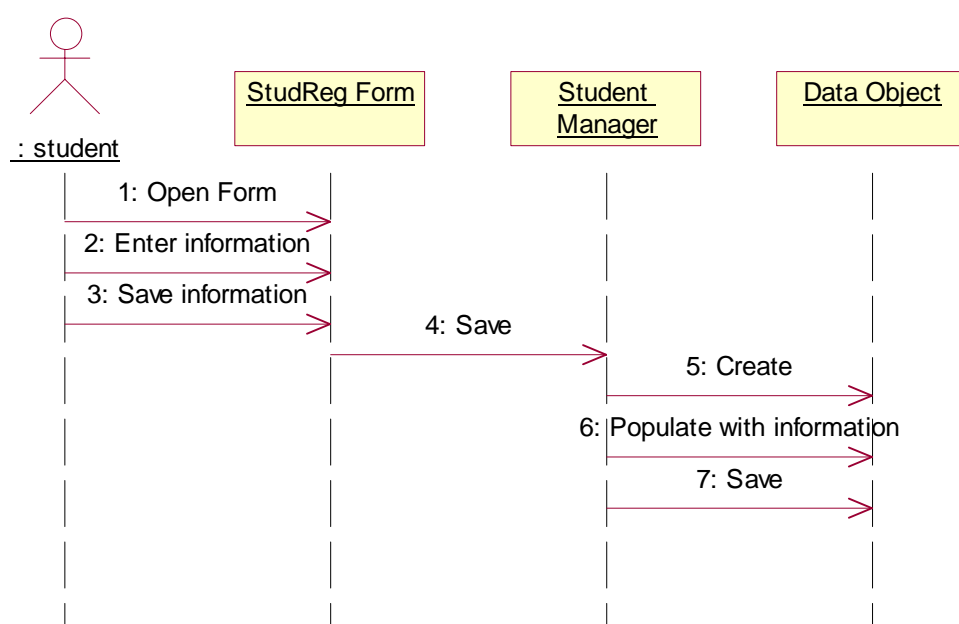 StudReg Form
Student
Manager
Data Object
: student
1: Open Form
2: Enter information
3: Save information
4: Save
5: Create
6: Populate with information
7: Save